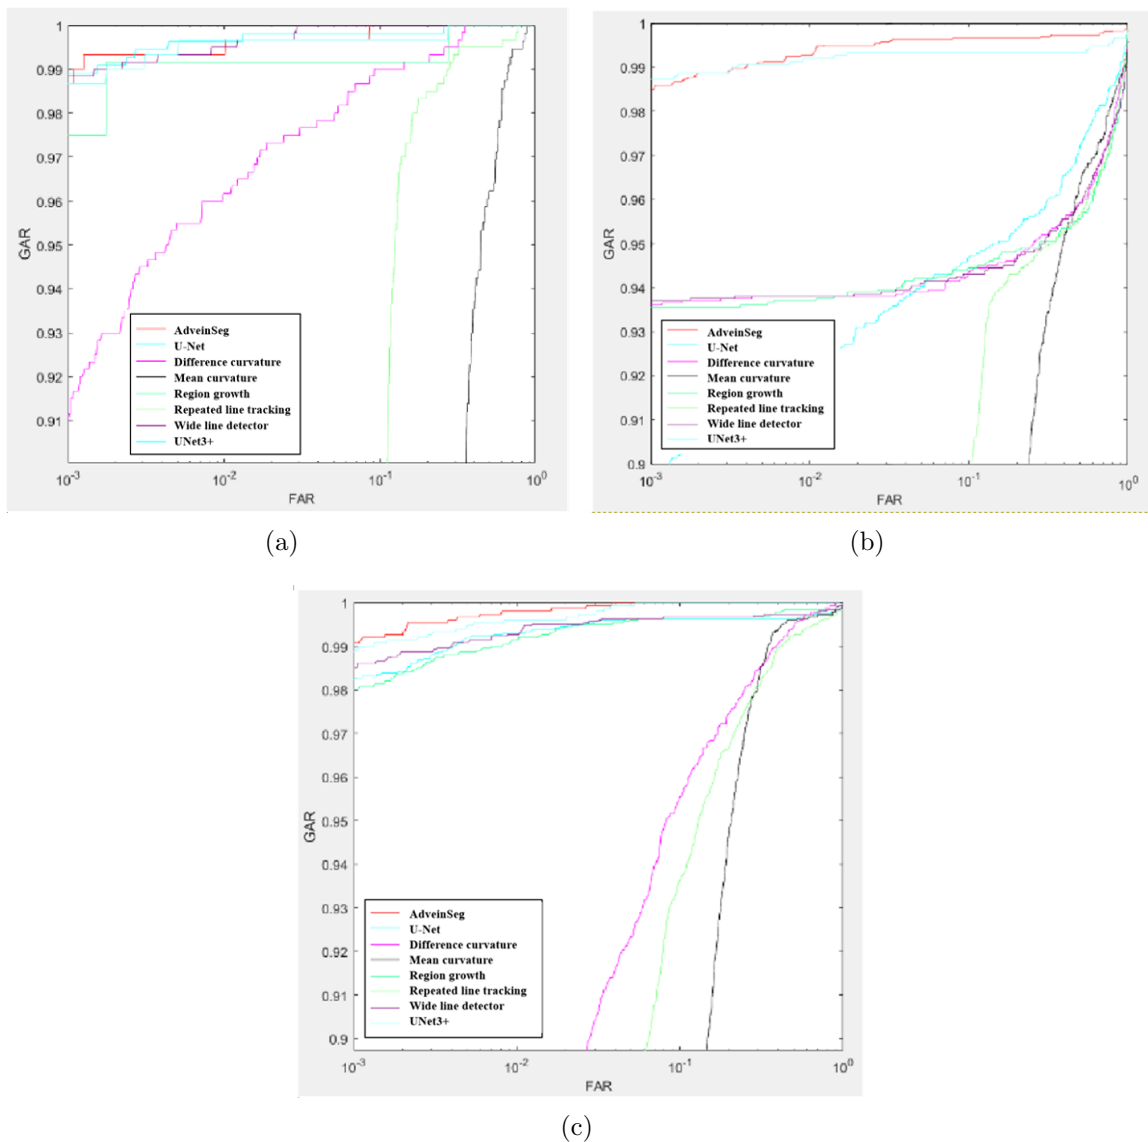 1
0.99
0.98
0.97
0.96
0.95
0.94
0.93
0.92
0.91
GAR
AdveinSeg
U-Net
Difference curvature
Mean curvature
Region growth
Repeated line tracking
Wide line detector
UNet3+
10-3
10-2
10-1
100
FAR
(a)
1
0.99
0.98
0.97
0.96
0.95
0.94
0.93
0.92
0.91
0.9
GAR
AdveinSeg
U-Net
Difference curvature
Mean curvature
Region growth
Repeated line tracking
Wide line detector
UNet3+
10-3
10-2
10-1
100
FAR
(b)
1
0.99
0.98
0.97
0.96
0.95
0.94
0.93
0.92
0.91
0.9
GAR
AdveinSeg
U-Net
Difference curvature
Mean curvature
Region growth
Repeated line tracking
Wide line detector
UNet3+
10-3
10-2
10-1
100
FAR
(c)